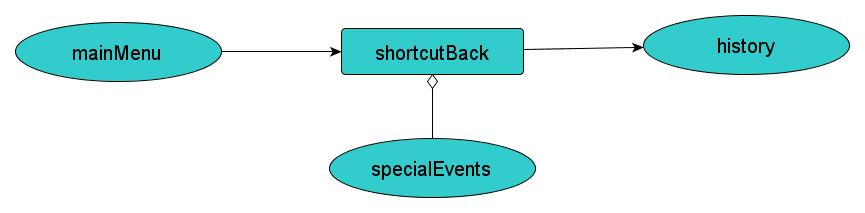 mainMenu
shortcutBack
history
specialEvents